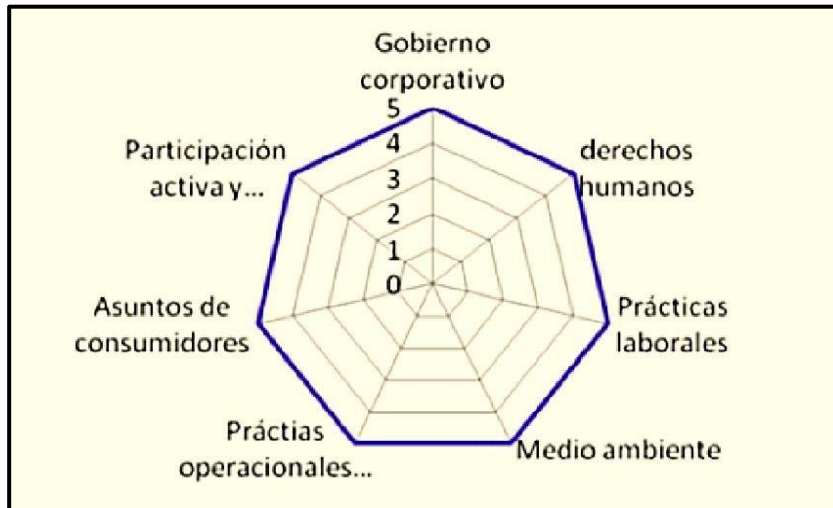 Gobierno
corporativo
5
4
3
2
1
0
derechos
humanos
Prácticas
laborales
Medio ambiente
Práctias
operacionales...
Asuntos de
consumidores
Participación
activa y...